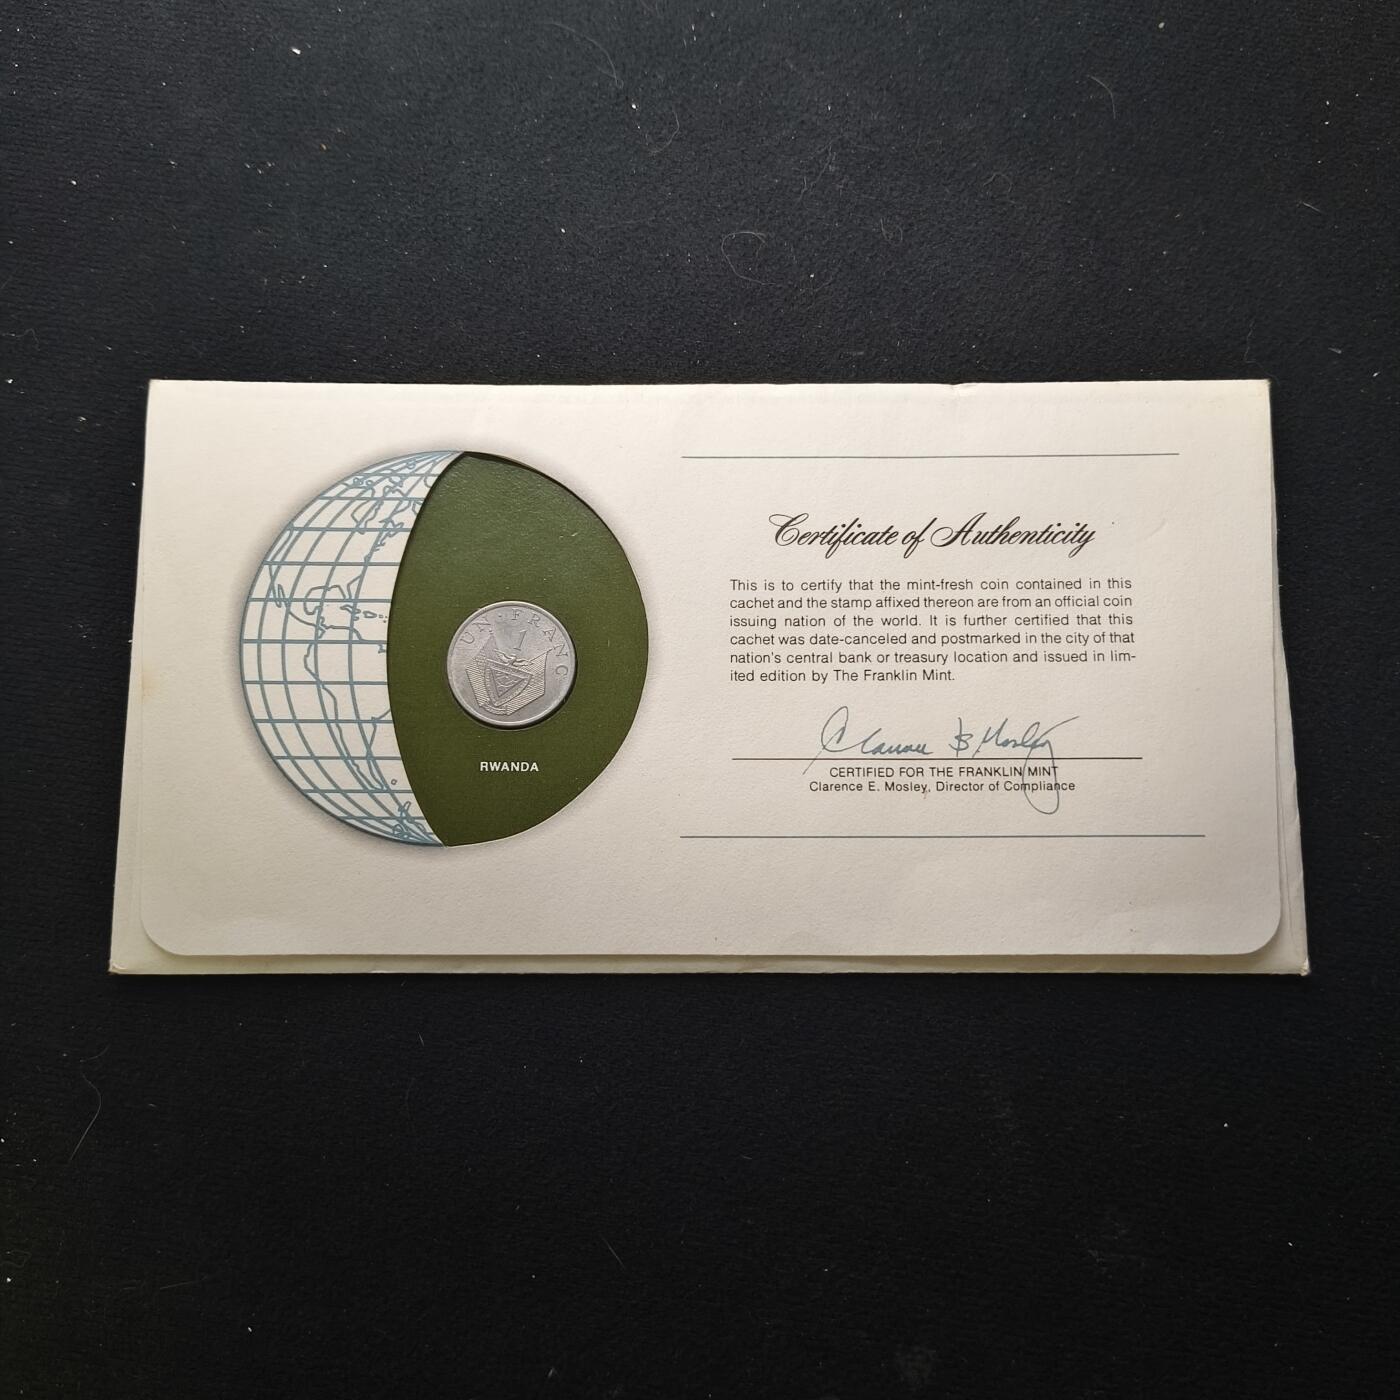 UN · FRANC
1
RWANDA
Certificate of Authenticity
This is to certify that the mint-fresh coin contained in this
cachet and the stamp affixed thereon are from an official coin
issuing nation of the world. It is further certified that this
cachet was date-canceled and postmarked in the city of that
nation's central bank or treasury location and issued in lim-
ited edition by The Franklin Mint.
CERTIFIED FOR THE FRANKLIN MINT
Clarence E. Mosley, Director of Compliance